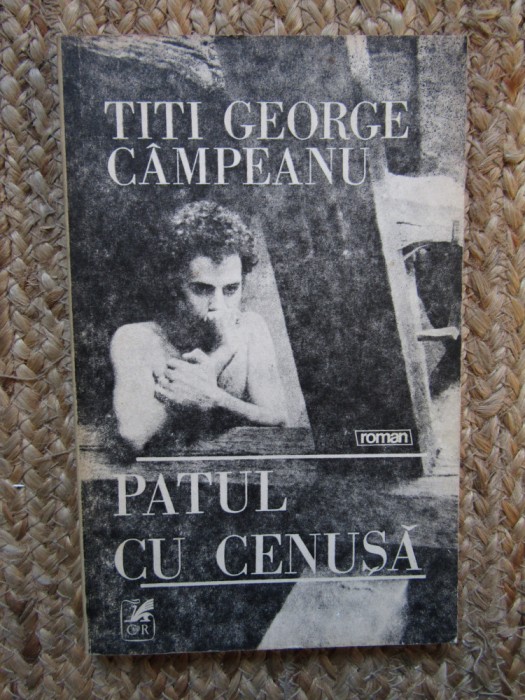 TITI GEORGE
CÂMPEANU
roman
PATUL
CU CENUȘĂ
CR